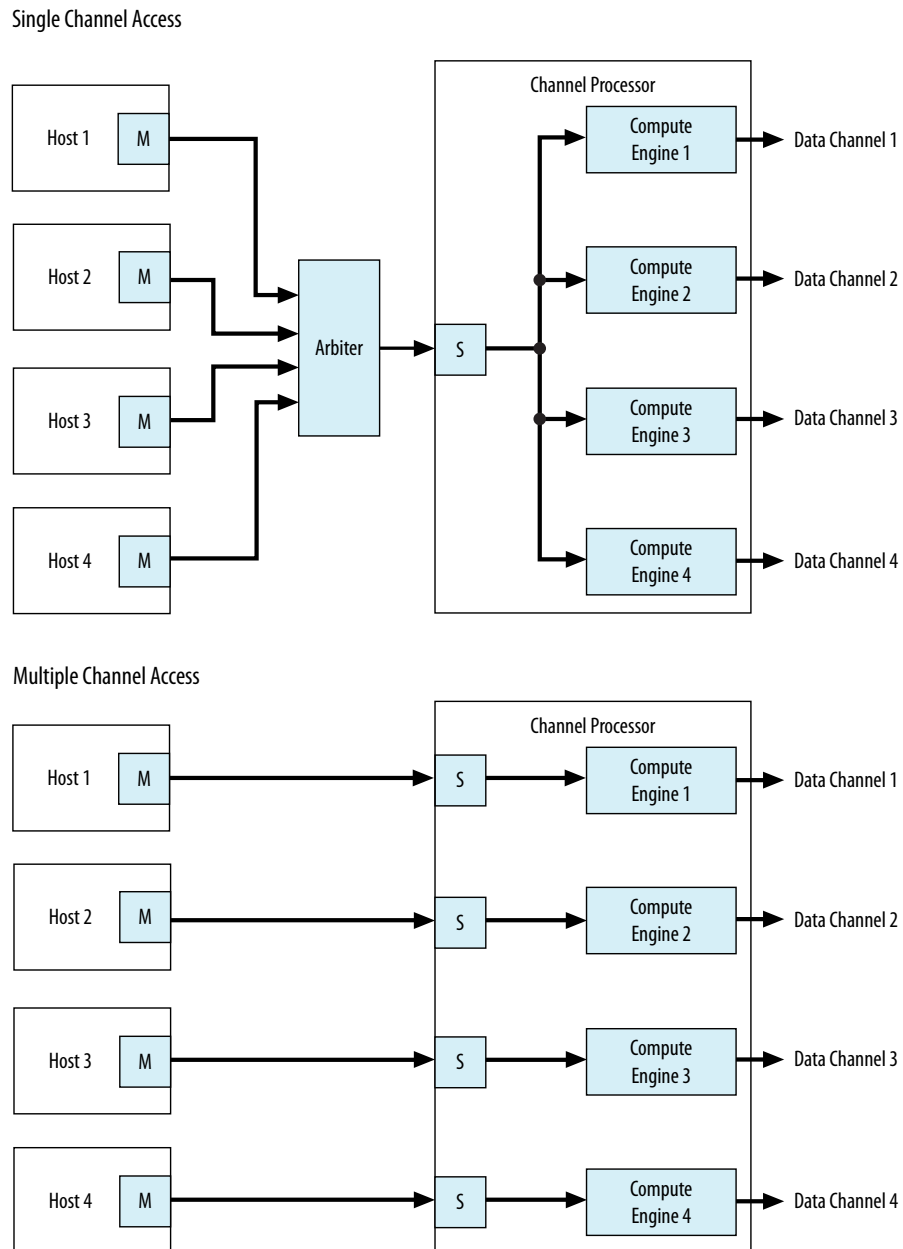 Single Channel Access
Channel Processor
Host 1
M
Compute
Engine 1
Data Channel 1
Host 2
M
Compute
Engine 2
Data Channel 2
Arbiter
S
Host 3
M
Compute
Engine 3
Data Channel 3
Host 4
M
Compute
Engine 4
Data Channel 4
Multiple Channel Access
Channel Processor
Host 1
M
S
Compute
Engine 1
Data Channel 1
Host 2
M
S
Compute
Engine 2
Data Channel 2
Host 3
M
S
Compute
Engine 3
Data Channel 3
Host 4
M
S
Compute
Engine 4
Data Channel 4